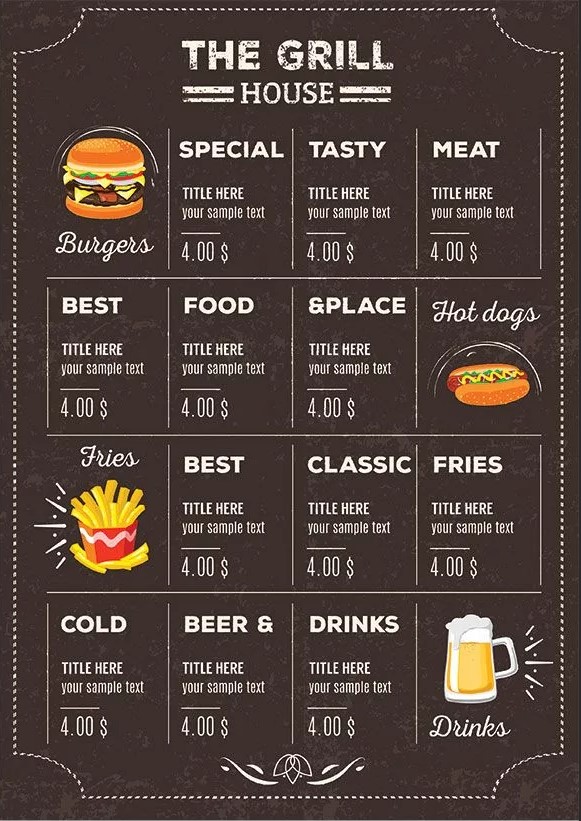 THE GRILL
HOUSE
Burgers
SPECIAL
TITLE HERE
your sample text
4.00 $
TASTY
TITLE HERE
your sample text
4.00 $
MEAT
TITLE HERE
your sample text
4.00 $
BEST
TITLE HERE
your sample text
4.00 $
FOOD
TITLE HERE
your sample text
4.00 $
&PLACE
TITLE HERE
your sample text
4.00 $
Hot dogs
Fries
BEST
TITLE HERE
your sample text
4.00 $
CLASSIC
TITLE HERE
your sample text
4.00 $
FRIES
TITLE HERE
your sample text
4.00 $
COLD
TITLE HERE
your sample text
4.00 $
BEER &
TITLE HERE
your sample text
4.00 $
DRINKS
TITLE HERE
your sample text
4.00 $
Drinks